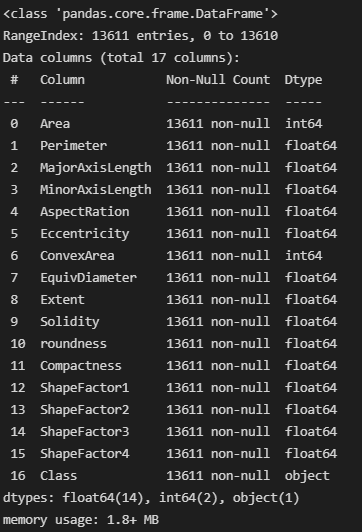 <class 'pandas.core.frame.DataFrame'>
RangeIndex: 13611 entries, 0 to 13610
Data columns (total 17 columns):
 #   Column           Non-Null Count  Dtype
---  ------           --------------  -----
 0   Area             13611 non-null  int64
 1   Perimeter        13611 non-null  float64
 2   MajorAxisLength  13611 non-null  float64
 3   MinorAxisLength  13611 non-null  float64
 4   AspectRation     13611 non-null  float64
 5   Eccentricity     13611 non-null  float64
 6   ConvexArea       13611 non-null  int64
 7   EquivDiameter    13611 non-null  float64
 8   Extent           13611 non-null  float64
 9   Solidity         13611 non-null  float64
 10  roundness        13611 non-null  float64
 11  Compactness      13611 non-null  float64
 12  ShapeFactor1     13611 non-null  float64
 13  ShapeFactor2     13611 non-null  float64
 14  ShapeFactor3     13611 non-null  float64
 15  ShapeFactor4     13611 non-null  float64
 16  Class            13611 non-null  object
dtypes: float64(14), int64(2), object(1)
memory usage: 1.8+ MB